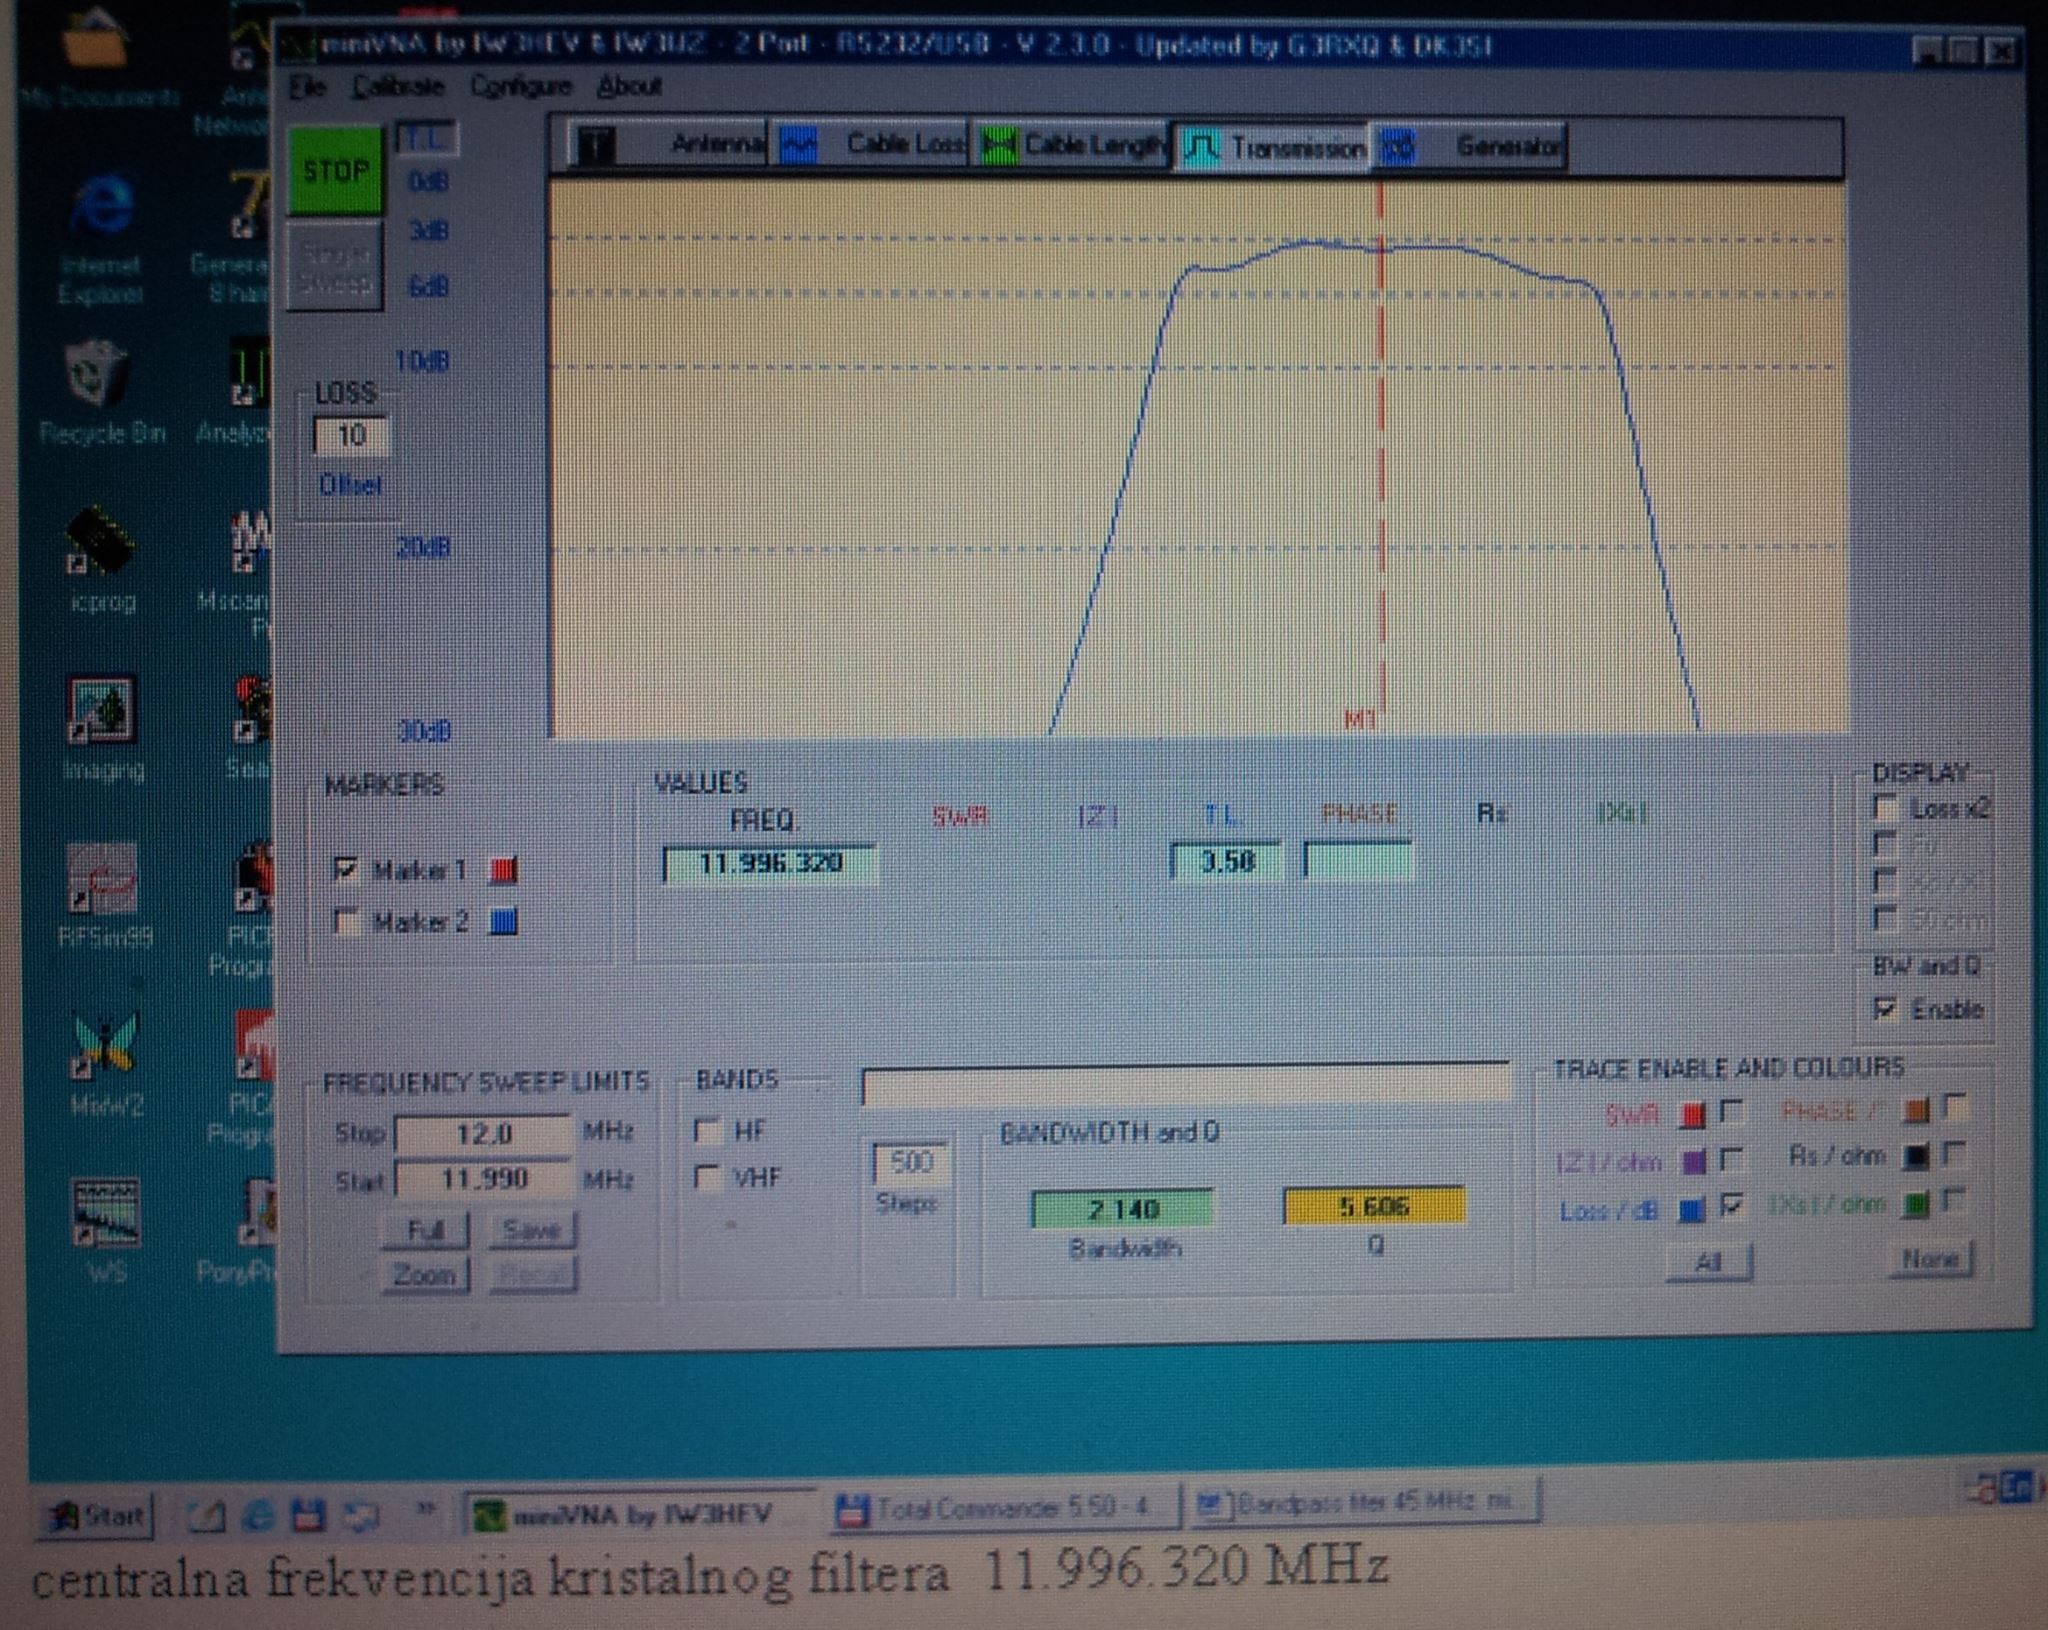 miniVNA by IW3HEV & IW3IJZ - 2 Port - RS232/USB - V 2.3.0 - Updated by G3RXQ & DK3SI
File Calibrate Configure About
STOP
T.L.
Antenna Cable Loss Cable Length Transmission Generator
0dB
3dB
6dB
10dB
20dB
30dB
Single
Sweep
LOSS
10
Offset
M1
My Documents
Internet
Explorer
Recycle Bin
icprog
Imaging
RFSim99
WS
MARKERS
Marker 1
Marker 2
VALUES
FREQ. SWR |Z| T.L. PHASE Rs |Xs|
11.996.320 3.50
DISPLAY
Loss x2
50 ohm
BW and Q
Enable
FREQUENCY SWEEP LIMITS
Stop 12.0 MHz
Start 11.990 MHz
Full Save
Zoom Recall
BANDS
HF
VHF
500
Steps
BANDWIDTH and Q
2.140 5.606
Bandwidth Q
TRACE ENABLE AND COLOURS
SWR PHASE /°
|Z| / ohm Rs / ohm
Loss / dB |Xs| / ohm
All None
Start miniVNA by IW3HEV Total Commander 5.50 - 4 Bandpass filter 45 MHz mi... En
centralna frekvencija kristalnog filtera 11.996.320 MHz